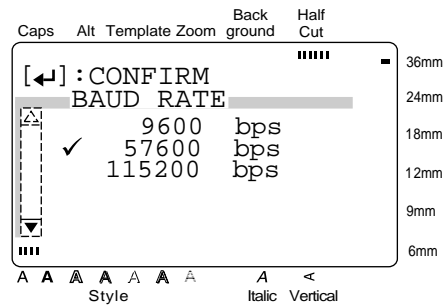 Back Half
Caps Alt Template Zoom ground Cut
36mm
[↵]:CONFIRM
BAUD RATE
24mm
9600 bps
18mm
✓ 57600 bps
115200 bps
12mm
9mm
6mm
A A A A A A A A <
Style Italic Vertical